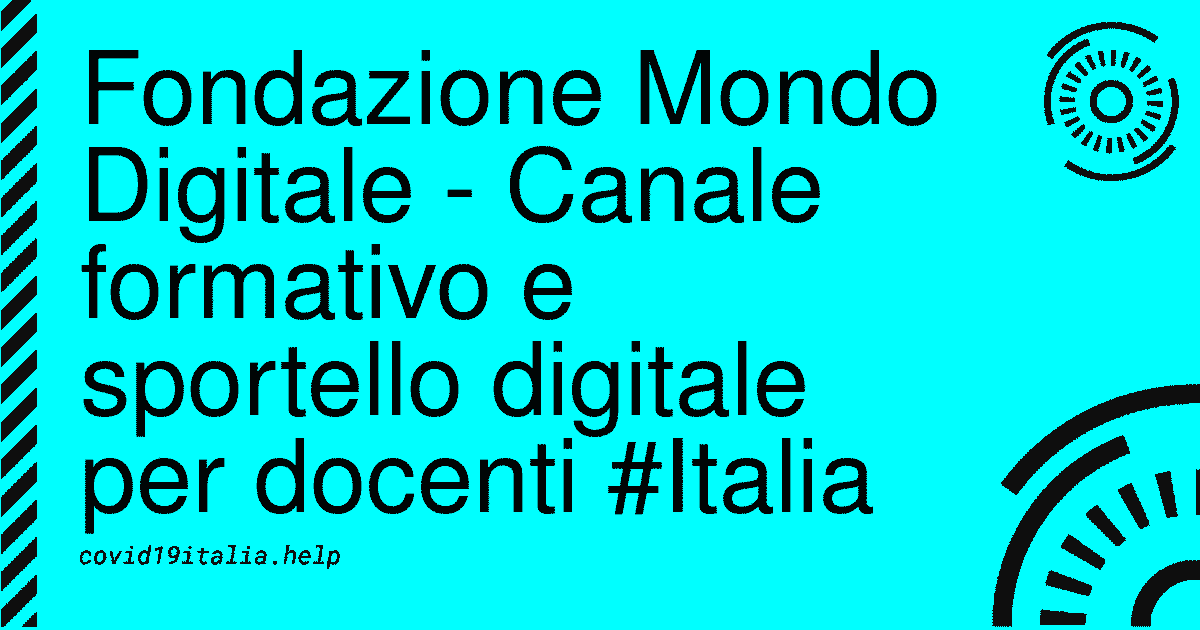 Fondazione Mondo
Digitale - Canale
formativo e
sportello digitale
per docenti #Italia
covid19italia.help